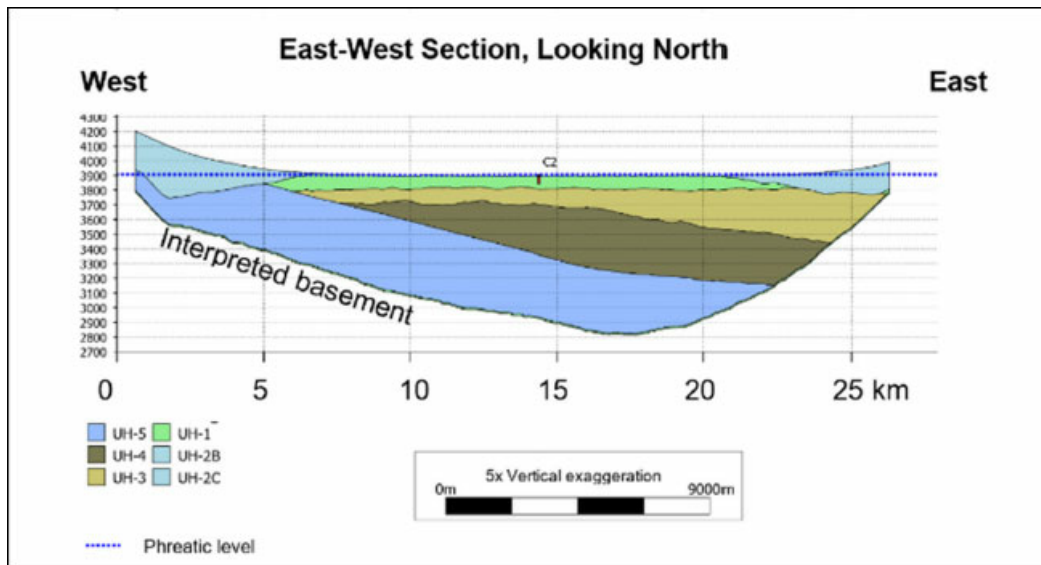 East-West Section, Looking North
West
East
4300
4200
4100
4000
3900
3800
3700
3600
3500
3400
3300
3200
3100
3000
2900
2800
2700
C2
Interpreted basement
0 5 10 15 20 25 km
UH-5 UH-1
UH-4 UH-2B
UH-3 UH-2C
5x Vertical exaggeration
0m 9000m
Phreatic level